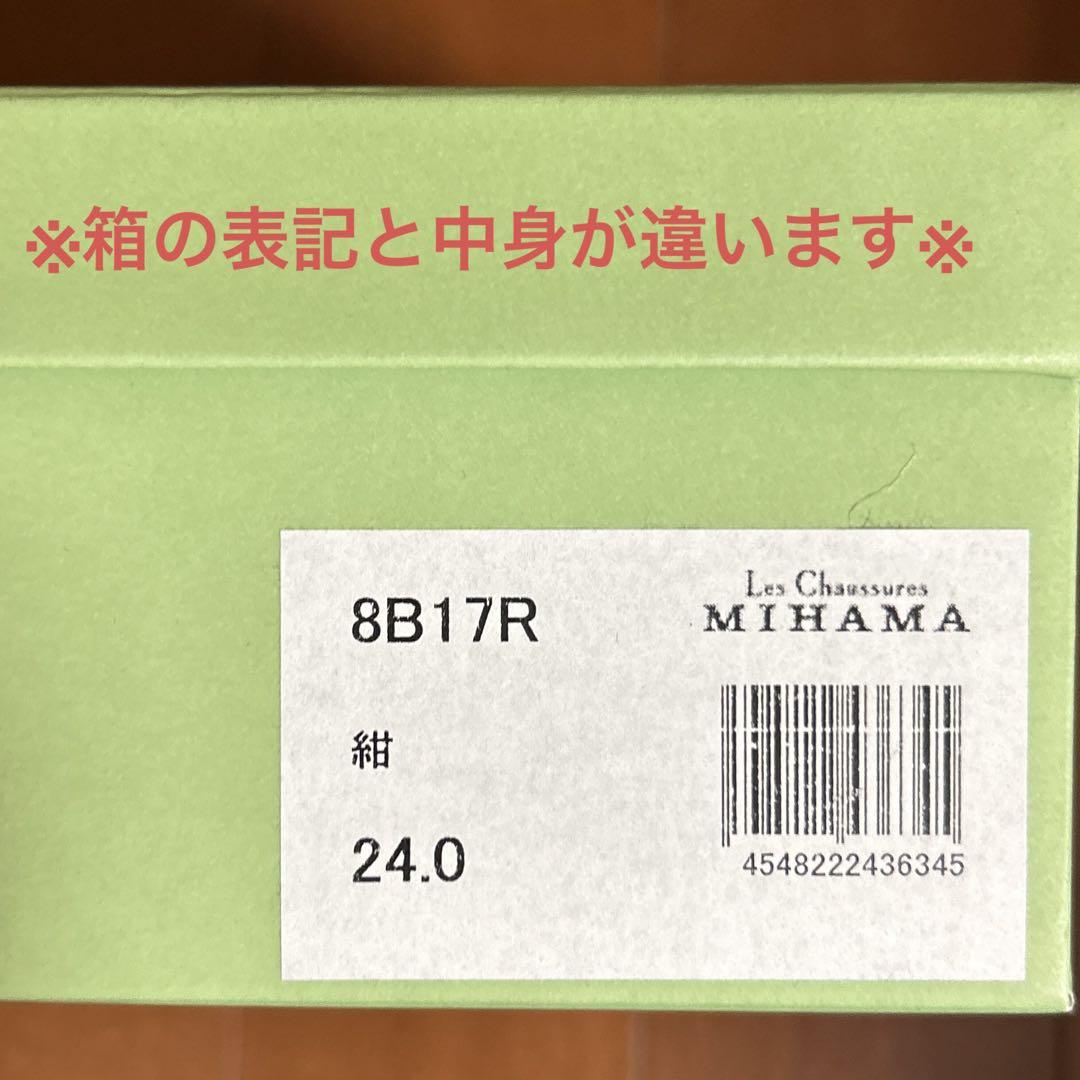 ※箱の表記と中身が違います※
8B17R
Les Chaussures
MIHAMA
紺
24.0
4548222436345